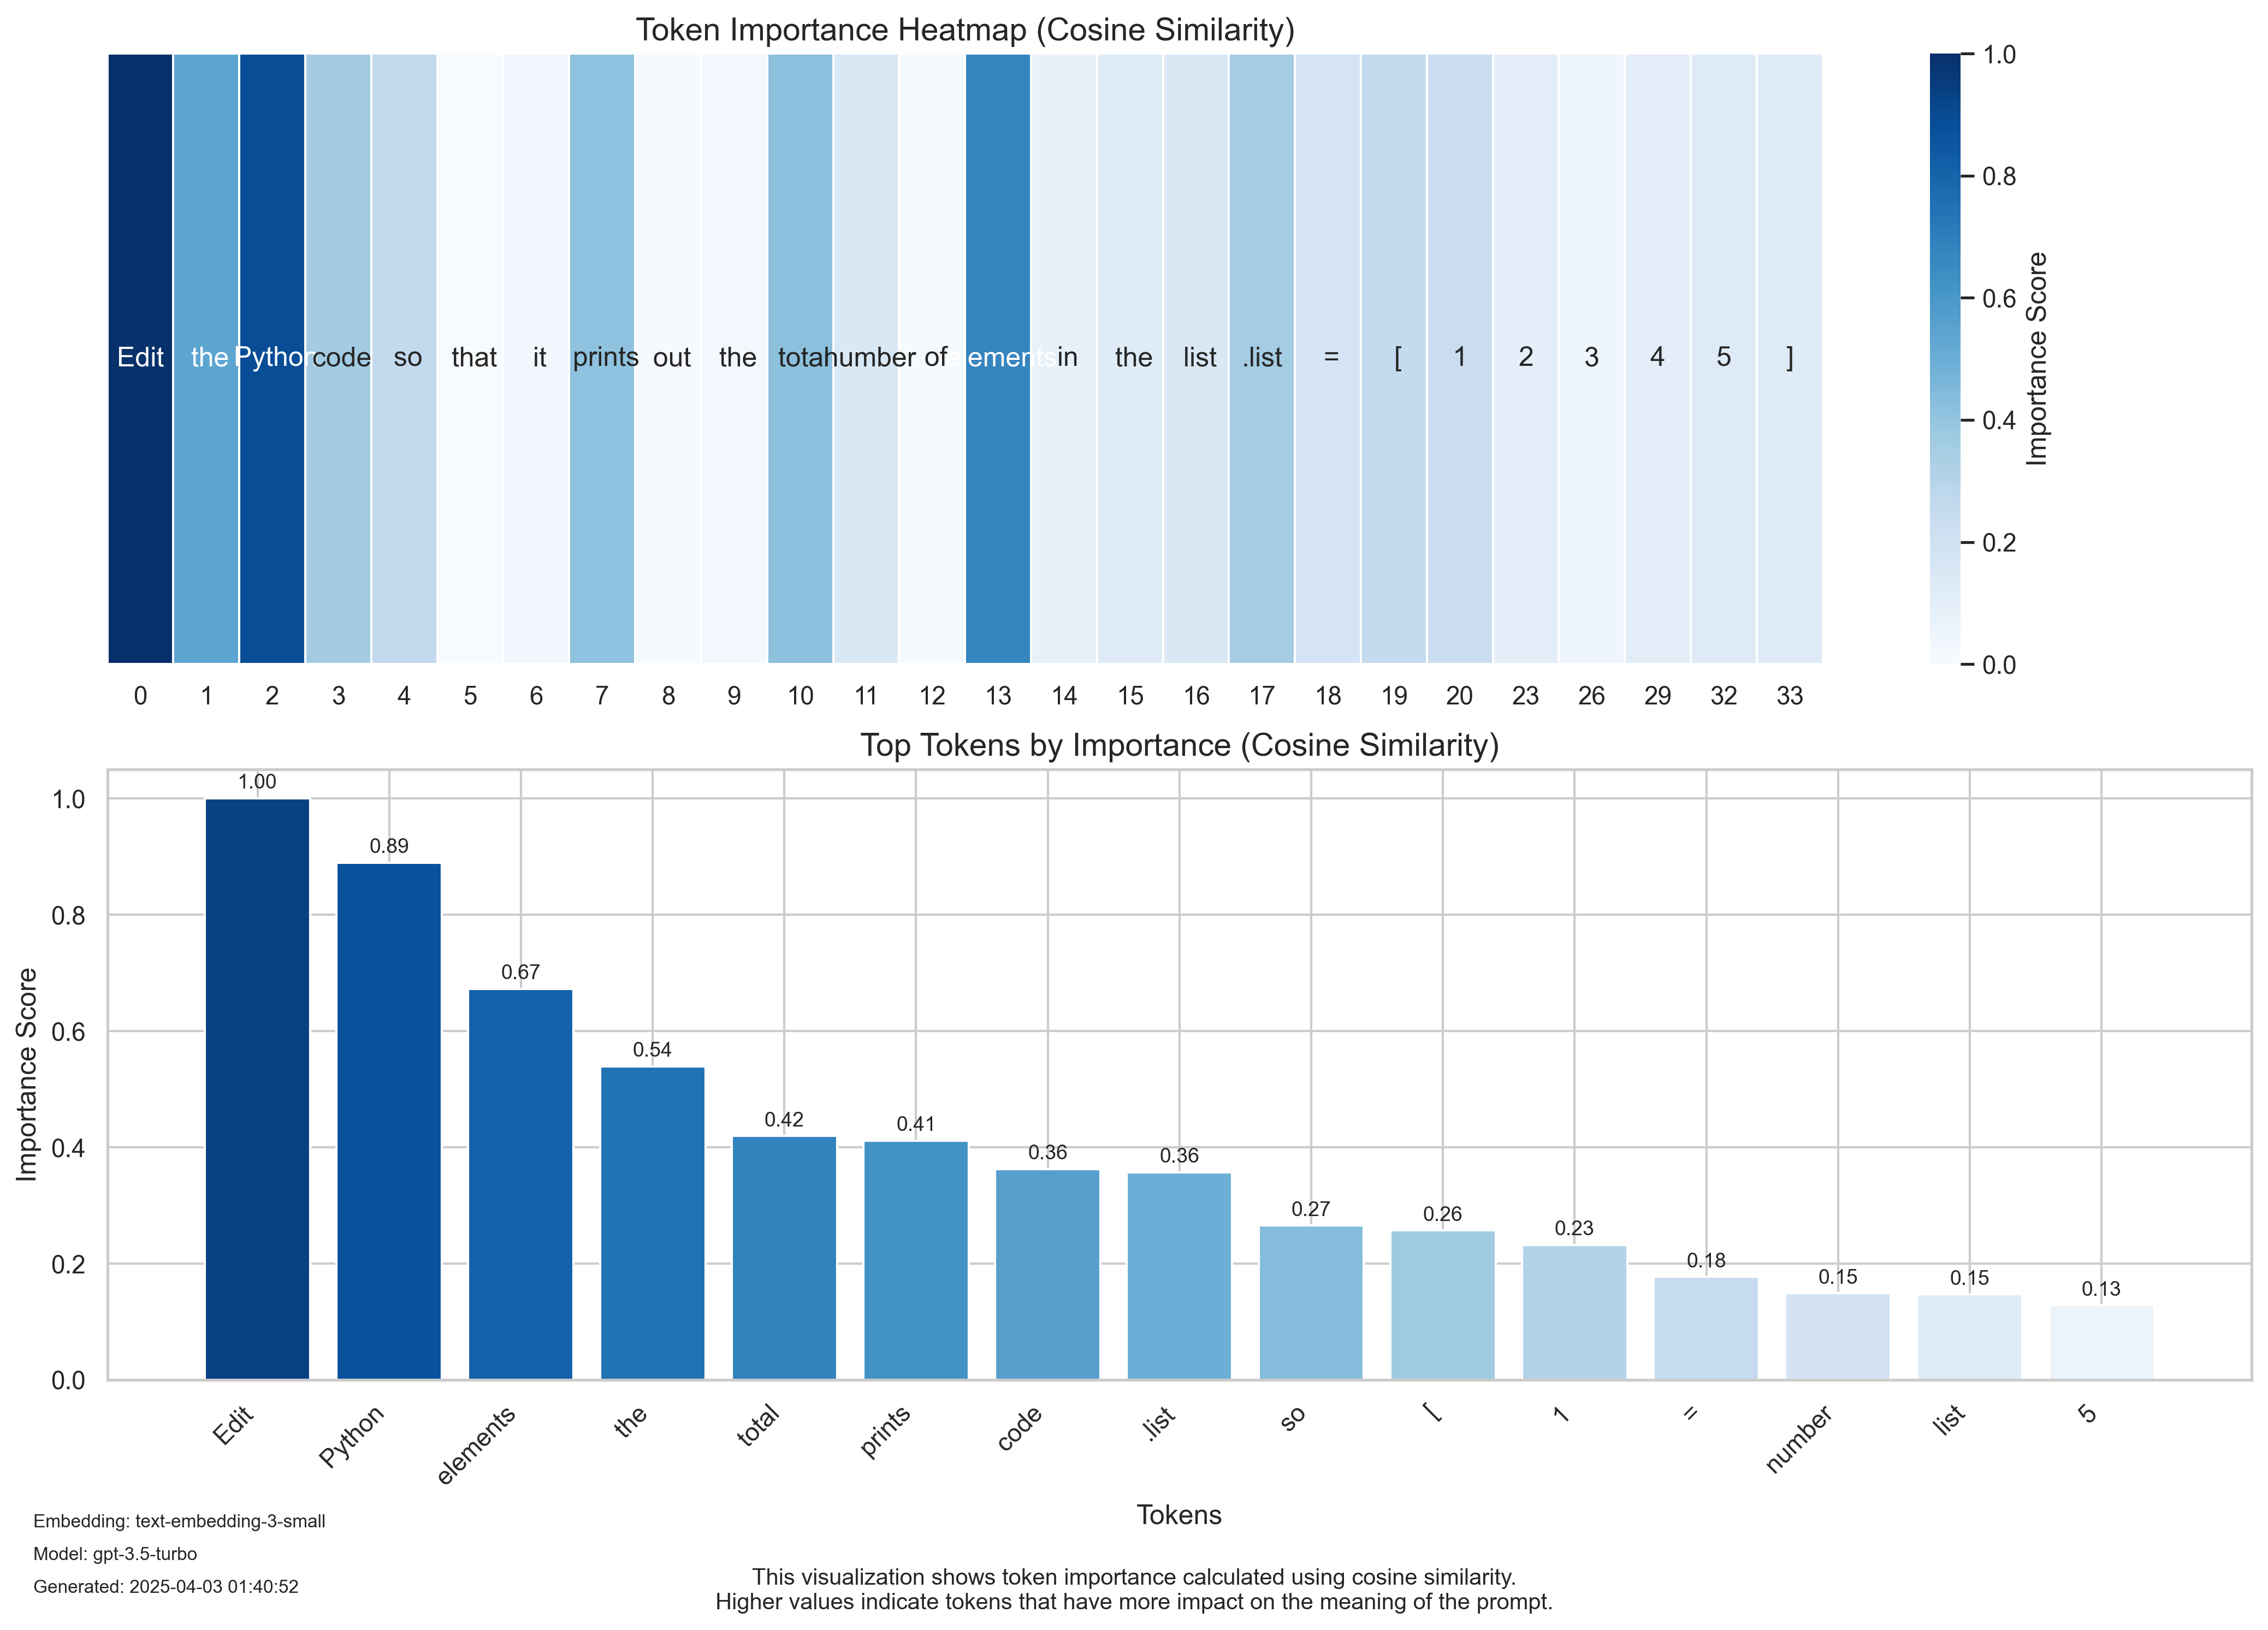 Token Importance Heatmap (Cosine Similarity)
Edit the Python code so that it prints out the total number of elements in the list .list = [ 1 2 3 4 5 ]
0 1 2 3 4 5 6 7 8 9 10 11 12 13 14 15 16 17 18 19 20 23 26 29 32 33
1.0
0.8
0.6
0.4
0.2
0.0
Importance Score
Top Tokens by Importance (Cosine Similarity)
Importance Score
1.0
0.8
0.6
0.4
0.2
0.0
1.00 0.89 0.67 0.54 0.42 0.41 0.36 0.36 0.27 0.26 0.23 0.18 0.15 0.15 0.13
Edit Python elements the total prints code .list so [ 1 = number list 5
Tokens
Embedding: text-embedding-3-small
Model: gpt-3.5-turbo
Generated: 2025-04-03 01:40:52
This visualization shows token importance calculated using cosine similarity.
Higher values indicate tokens that have more impact on the meaning of the prompt.